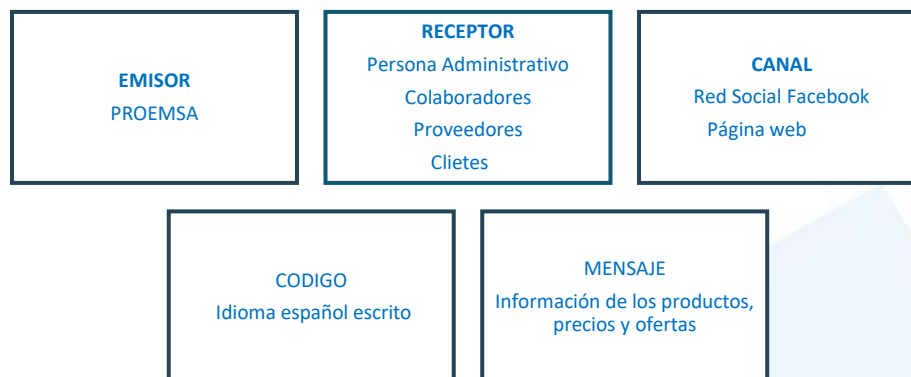 EMISOR
PROEMSA
RECEPTOR
Persona Administrativo
Colaboradores
Proveedores
Clietes
CANAL
Red Social Facebook
Página web
CODIGO
Idioma español escrito
MENSAJE
Información de los productos,
precios y ofertas